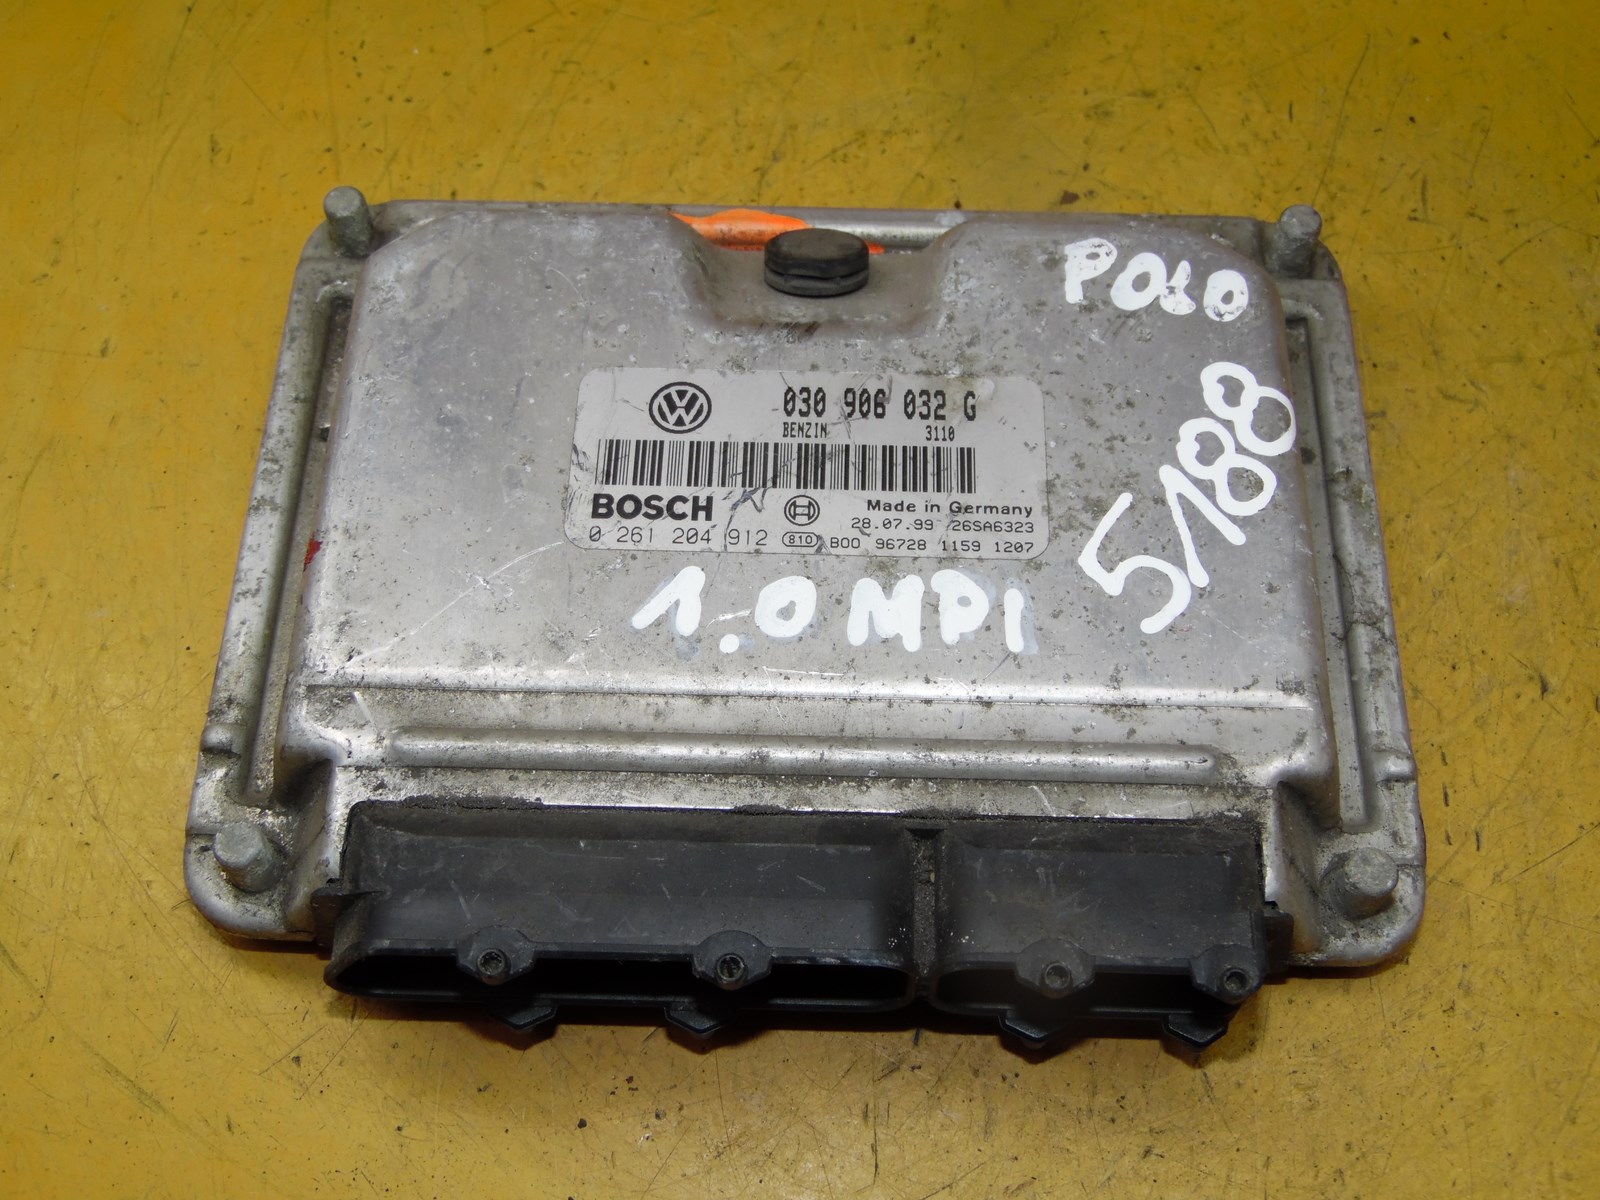 POLO
030 906 032 G
BENZIN 3110
BOSCH Made in Germany
28.07.99 26SA6323
0 261 204 912 810 B00 96728 1159 1207
5188
1.0 MPI